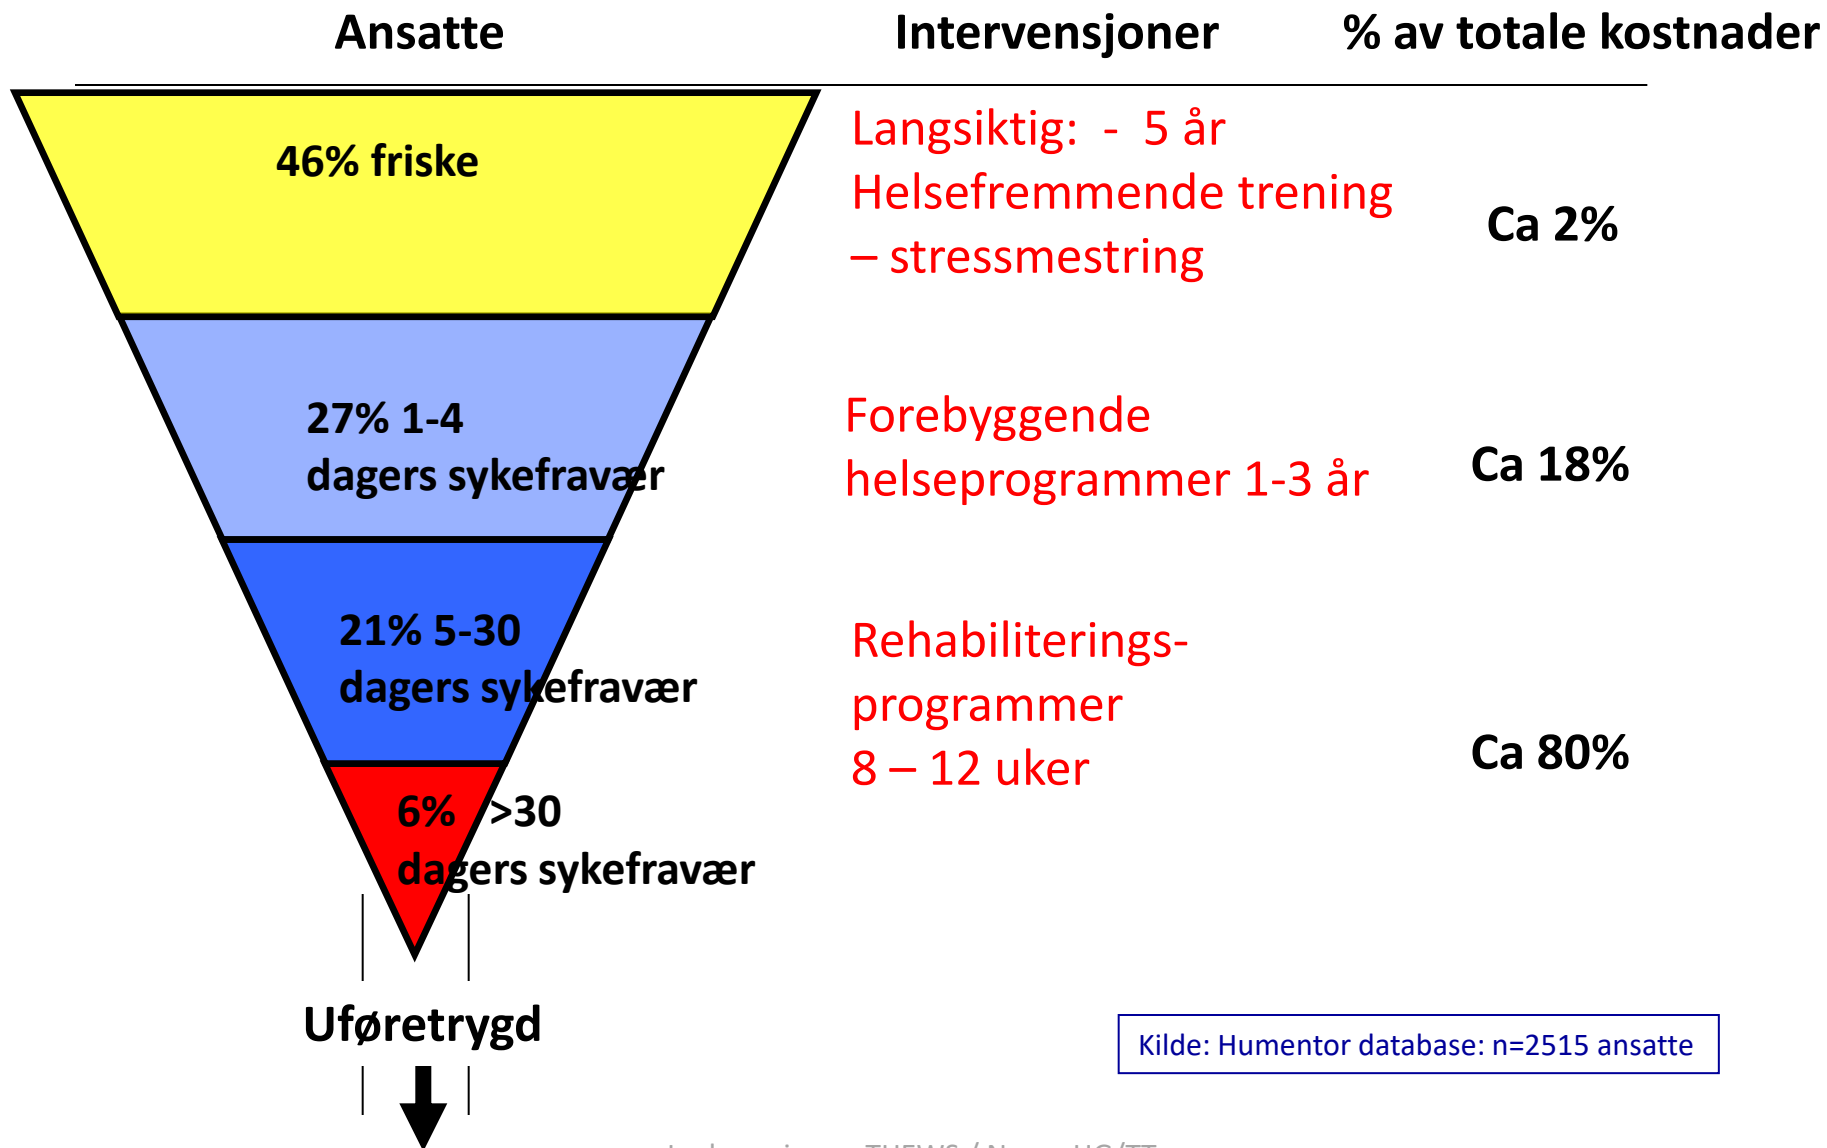 Ansatte Intervensjoner % av totale kostnader
46% friske
Langsiktig: - 5 år
Helsefremmende trening
– stressmestring
Ca 2%
27% 1-4
dagers sykefravær
Forebyggende
helseprogrammer 1-3 år
Ca 18%
21% 5-30
dagers sykefravær
Rehabiliterings-
programmer
8 – 12 uker
Ca 80%
6% >30
dagers sykefravær
Uføretrygd
Kilde: Humentor database: n=2515 ansatte